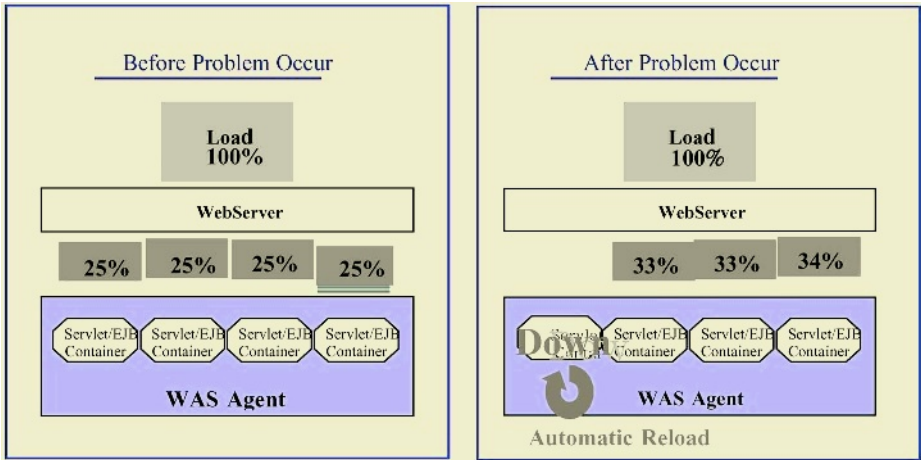 Before Problem Occur
Load
100%
WebServer
25% 25% 25% 25%
Servlet/EJB Servlet/EJB Servlet/EJB Servlet/EJB
Container Container Container Container
WAS Agent
After Problem Occur
Load
100%
WebServer
33% 33% 34%
Down Servlet/EJB Servlet/EJB Servlet/EJB
Container Container Container
WAS Agent
Automatic Reload